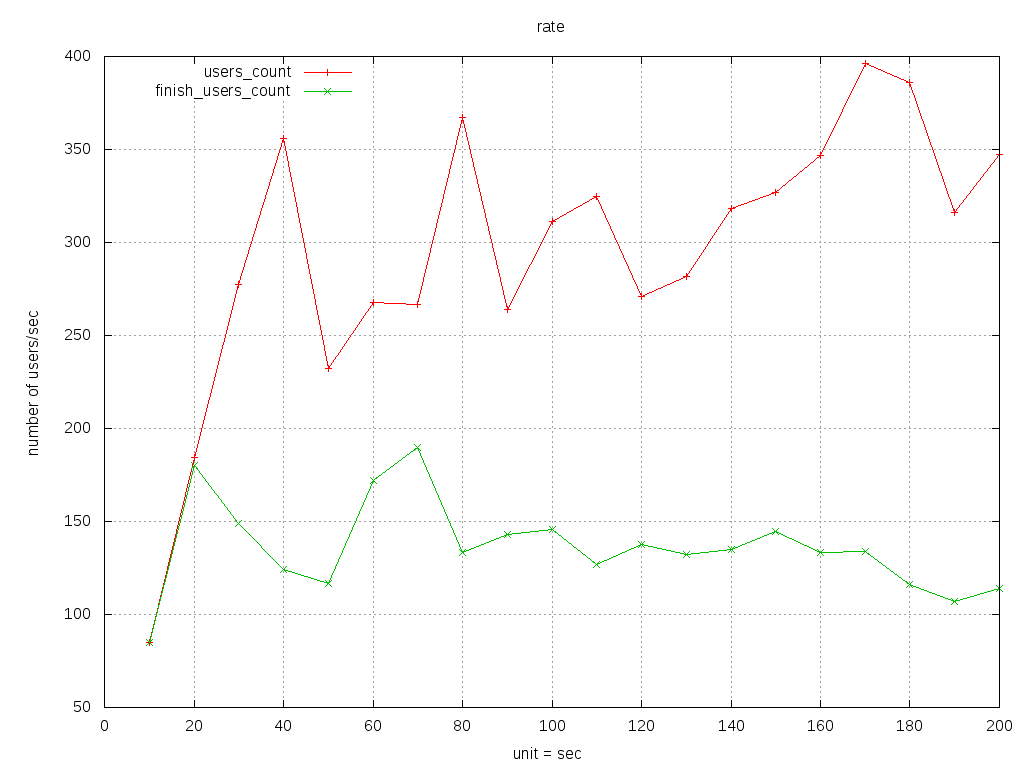 rate
users_count
finish_users_count
400
350
300
250
200
150
100
50
number of users/sec
0 20 40 60 80 100 120 140 160 180 200
unit = sec